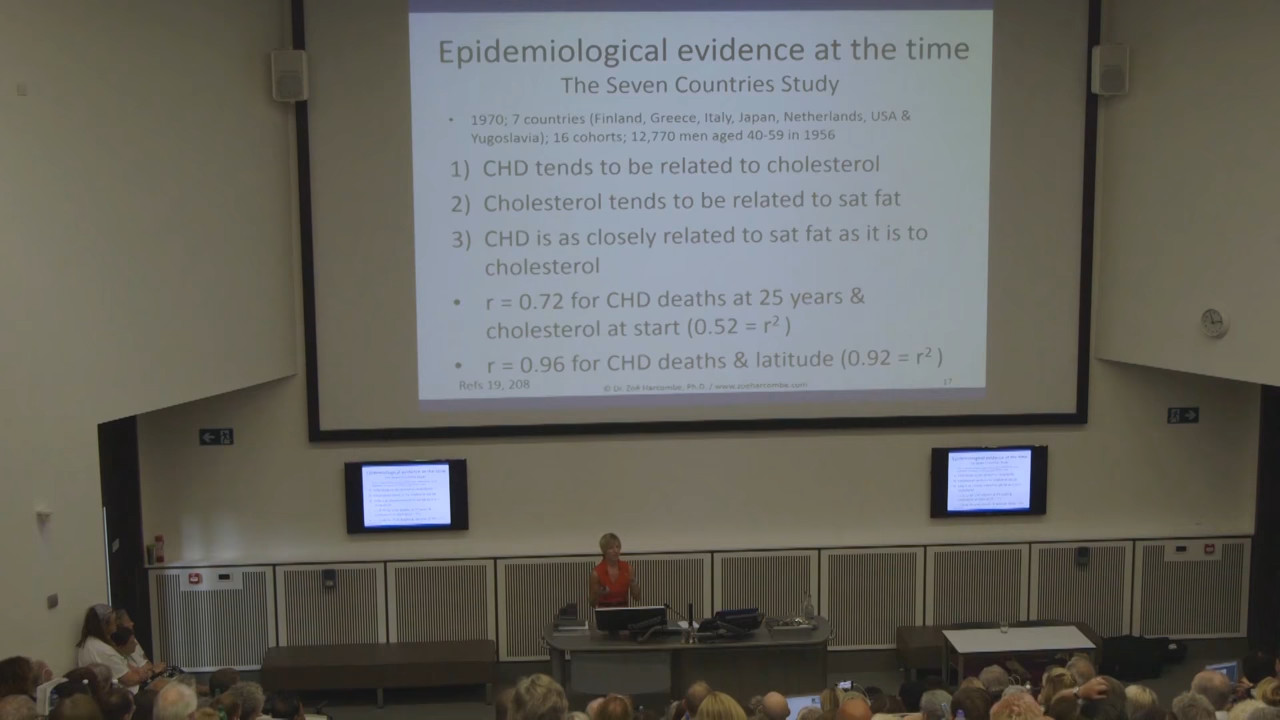 Epidemiological evidence at the time
The Seven Countries Study
• 1970; 7 countries (Finland, Greece, Italy, Japan, Netherlands, USA &
Yugoslavia); 16 cohorts; 12,770 men aged 40-59 in 1956
1) CHD tends to be related to cholesterol
2) Cholesterol tends to be related to sat fat
3) CHD is as closely related to sat fat as it is to
cholesterol
• r = 0.72 for CHD deaths at 25 years &
cholesterol at start (0.52 = r²)
• r = 0.96 for CHD deaths & latitude (0.92 = r²)
Refs 19, 208
© Dr. Zoë Harcombe, Ph.D. / www.zoeharcombe.com
17